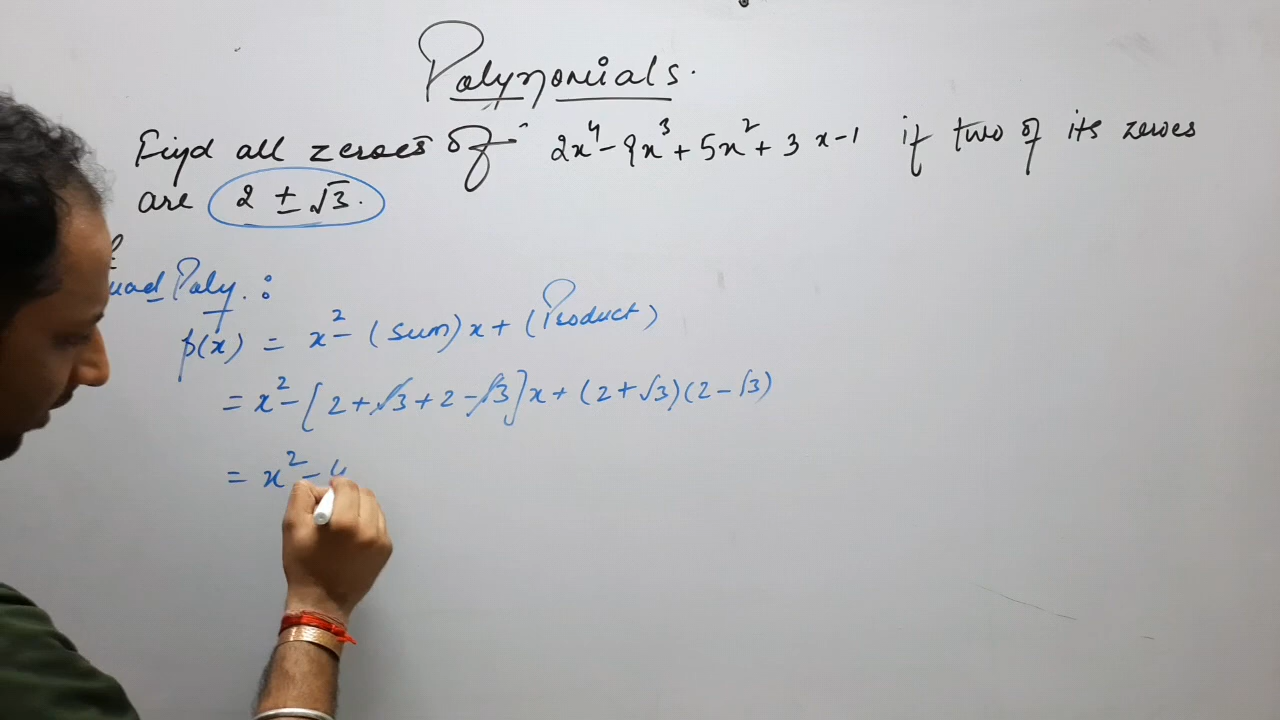 Polynomials.
Find all zeroes of 2x⁴ - 9x³ + 5x² + 3x - 1 if two of its zeroes
are 2 ± √3.
Poly. :
p(x) = x² - (sum)x + (Product)
= x² - [2 + √3 + 2 - √3]x + (2 + √3)(2 - √3)
= x² - 4